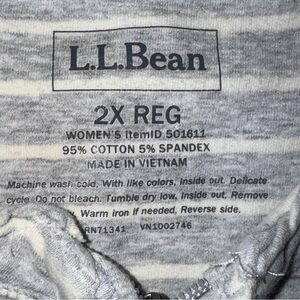 L.L.Bean
2X REG
WOMEN'S ItemID 501611
95% COTTON 5% SPANDEX
MADE IN VIETNAM
Machine wash cold. With like colors, Inside out. Delicate
cycle. Do not bleach. Tumble dry low, Inside out. Remove
Warm iron if needed, Reverse side.
RN71341 VN1002746